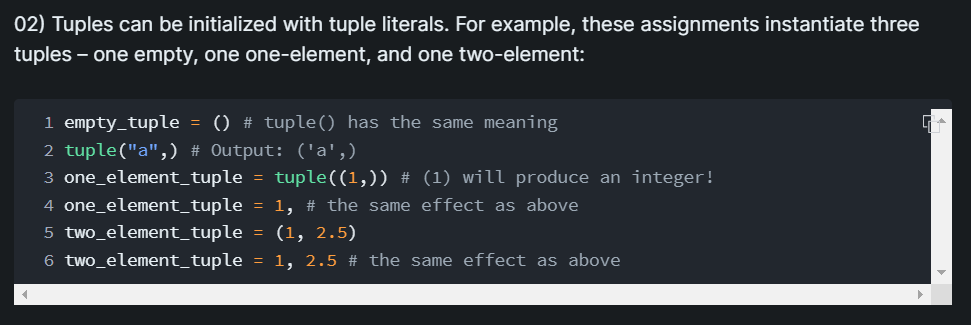 02) Tuples can be initialized with tuple literals. For example, these assignments instantiate three
tuples – one empty, one one-element, and one two-element:
1 empty_tuple = () # tuple() has the same meaning
2 tuple("a",) # Output: ('a',)
3 one_element_tuple = tuple((1,)) # (1) will produce an integer!
4 one_element_tuple = 1, # the same effect as above
5 two_element_tuple = (1, 2.5)
6 two_element_tuple = 1, 2.5 # the same effect as above